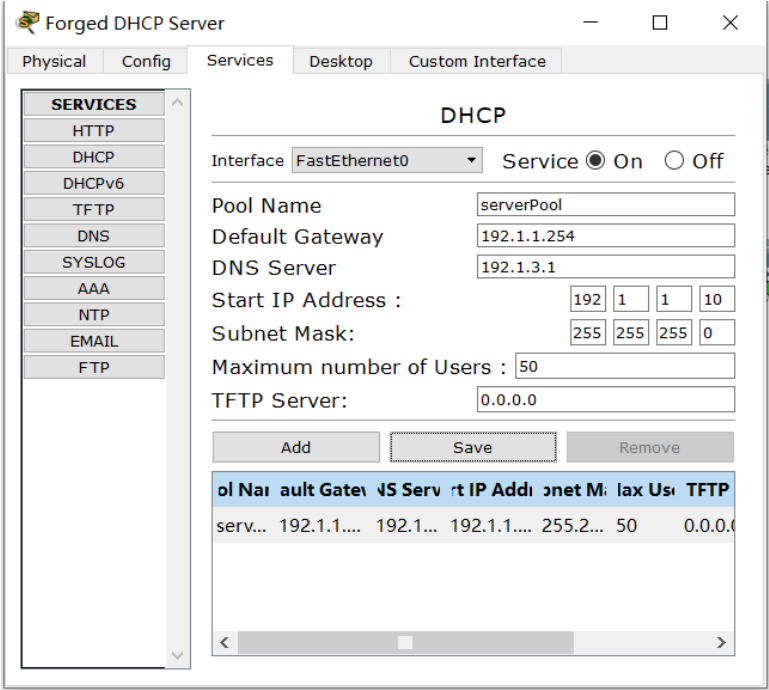 Forged DHCP Server
Physical Config Services Desktop Custom Interface
SERVICES
HTTP
DHCP
DHCPv6
TFTP
DNS
SYSLOG
AAA
NTP
EMAIL
FTP
DHCP
Interface FastEthernet0 Service On Off
Pool Name serverPool
Default Gateway 192.1.1.254
DNS Server 192.1.3.1
Start IP Address : 192 1 1 10
Subnet Mask: 255 255 255 0
Maximum number of Users : 50
TFTP Server: 0.0.0.0
Add Save Remove
ol Nar ault Gatev NS Serv rt IP Addr net Ma lax Use TFTP
serv... 192.1.1.... 192.1... 192.1.1.... 255.2... 50 0.0.0.(